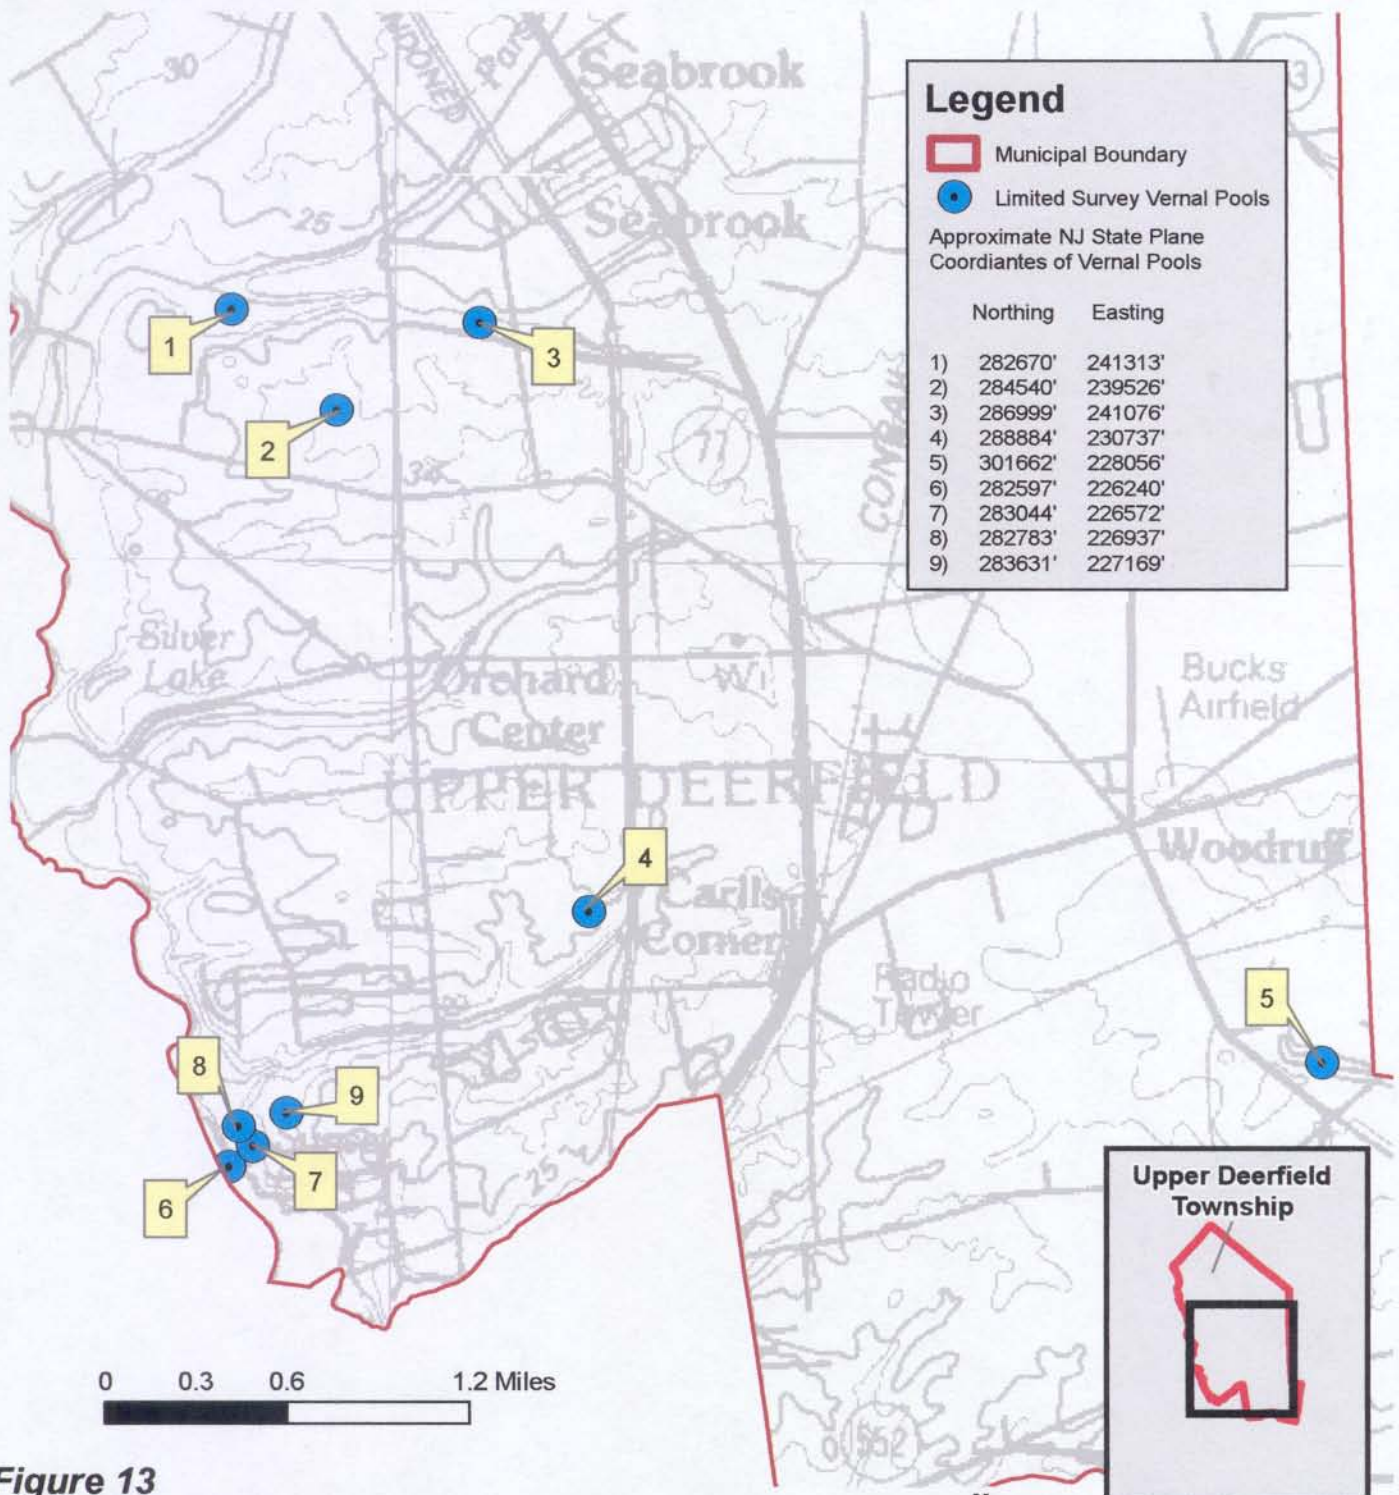 30
NDONED
Seabrook
Legend
Municipal Boundary
Limited Survey Vernal Pools
Approximate NJ State Plane
Coordiantes of Vernal Pools
Northing Easting
1) 282670' 241313'
2) 284540' 239526'
3) 286999' 241076'
4) 288884' 230737'
5) 301662' 228056'
6) 282597' 226240'
7) 283044' 226572'
8) 282783' 226937'
9) 283631' 227169'
25
Seabrook
1
3
2
77
Silver
Lake
Orchard
Center
Bucks
Airfield
UPPER DEERFIELD
Woodruff
4
Carlls
Corner
Radio
Tower
5
8
9
7
6
25
Upper Deerfield
Township
0 0.3 0.6 1.2 Miles
552
Figure 13